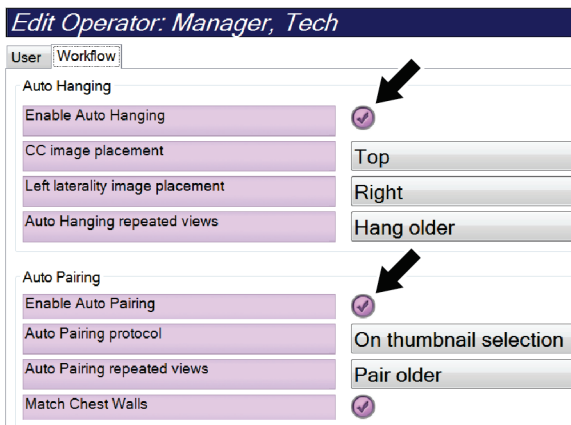 Edit Operator: Manager, Tech
User Workflow
Auto Hanging
Enable Auto Hanging
CC image placement Top
Left laterality image placement Right
Auto Hanging repeated views Hang older
Auto Pairing
Enable Auto Pairing
Auto Pairing protocol On thumbnail selection
Auto Pairing repeated views Pair older
Match Chest Walls